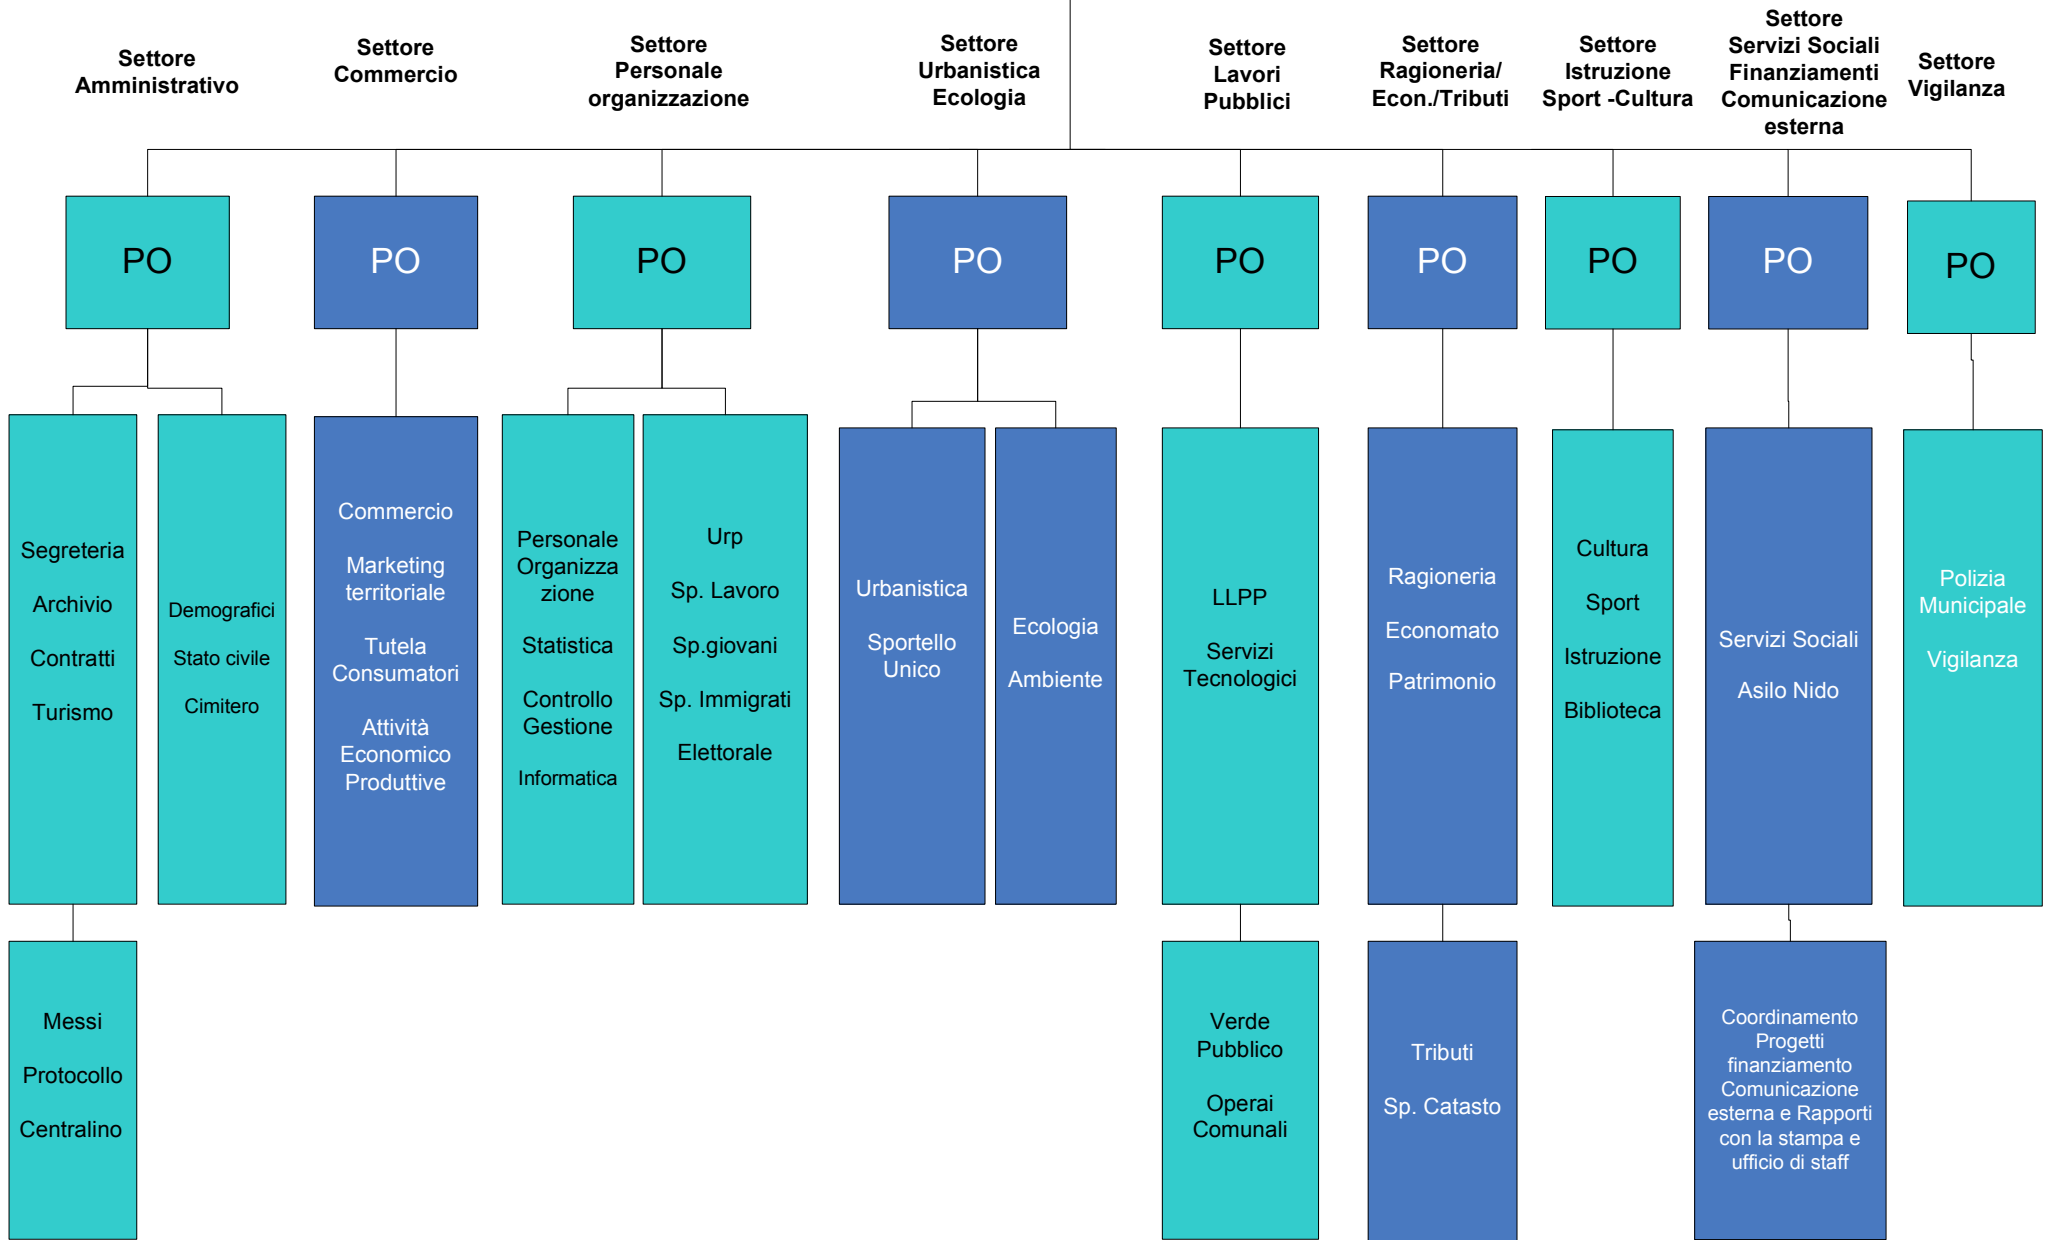 Settore
Amministrativo
Settore
Commercio
Settore
Personale
organizzazione
Settore
Urbanistica
Ecologia
Settore
Lavori
Pubblici
Settore
Ragioneria/
Econ./Tributi
Settore
Istruzione
Sport -Cultura
Settore
Servizi Sociali
Finanziamenti
Comunicazione
esterna
Settore
Vigilanza
PO
PO
PO
PO
PO
PO
PO
PO
PO
Segreteria
Archivio
Contratti
Turismo
Demografici
Stato civile
Cimitero
Commercio
Marketing
territoriale
Tutela
Consumatori
Attività
Economico
Produttive
Personale
Organizza
zione
Statistica
Controllo
Gestione
Informatica
Urp
Sp. Lavoro
Sp.giovani
Sp. Immigrati
Elettorale
Urbanistica
Sportello
Unico
Ecologia
Ambiente
LLPP
Servizi
Tecnologici
Ragioneria
Economato
Patrimonio
Cultura
Sport
Istruzione
Biblioteca
Servizi Sociali
Asilo Nido
Polizia
Municipale
Vigilanza
Messi
Protocollo
Centralino
Verde
Pubblico
Operai
Comunali
Tributi
Sp. Catasto
Coordinamento
Progetti
finanziamento
Comunicazione
esterna e Rapporti
con la stampa e
ufficio di staff